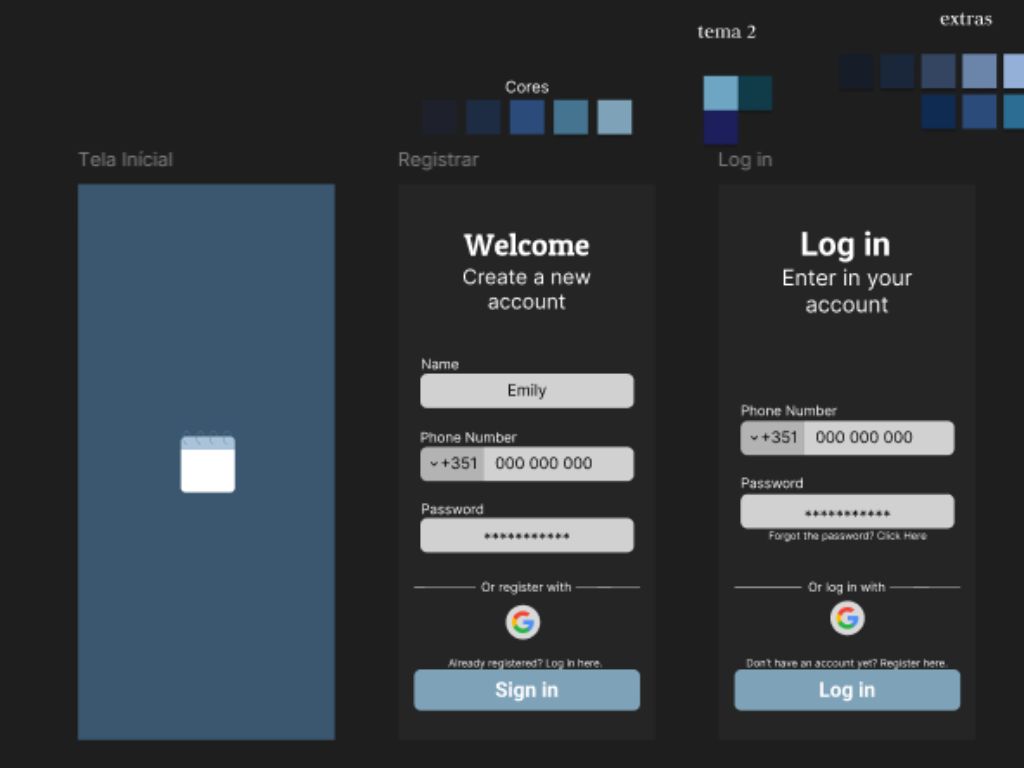 extras
tema 2
Cores
Tela Inícial
Registrar
Log in
Welcome
Create a new
account
Name
Emily
Phone Number
+351 000 000 000
Password
***********
Or register with
G
Already registered? Log In here.
Sign in
Log in
Enter in your
account
Phone Number
+351 000 000 000
Password
***********
Forgot the password? Click Here
Or log in with
G
Don't have an account yet? Register here.
Log in